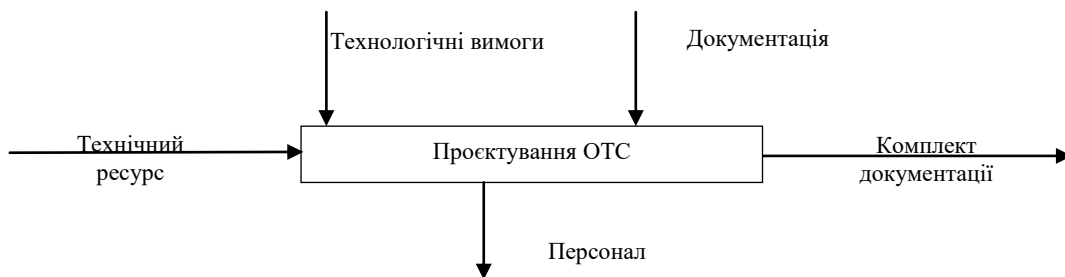 Технологічні вимоги
Документація
Технічний
ресурс
Проєктування ОТС
Комплект
документації
Персонал